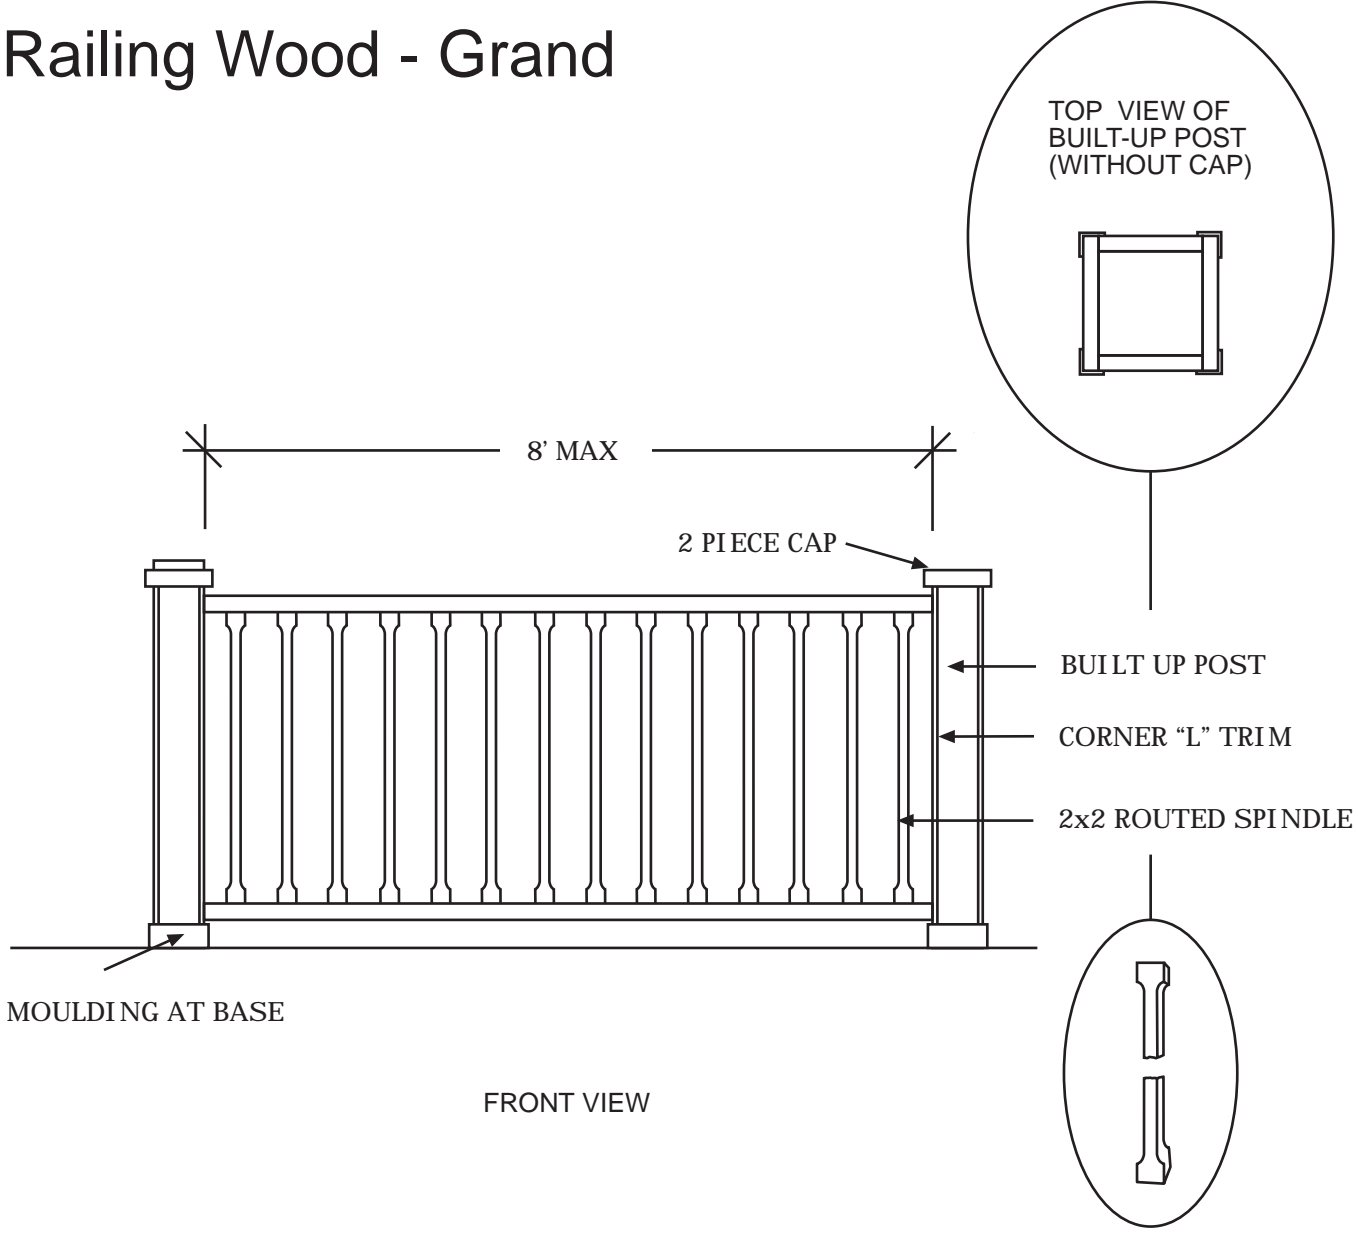 Railing Wood - Grand
TOP VIEW OF
BUILT-UP POST
(WITHOUT CAP)
8' MAX
2 PIECE CAP
BUILT UP POST
CORNER “L” TRIM
2x2 ROUTED SPINDLE
MOULDING AT BASE
FRONT VIEW